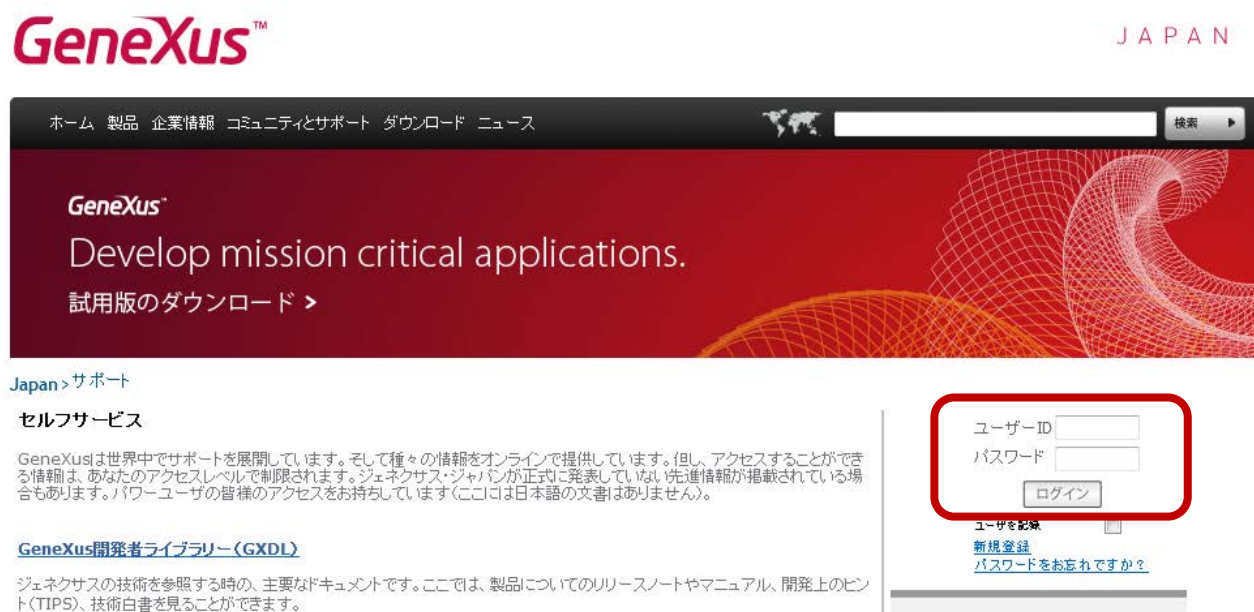 GeneXus™
JAPAN
ホーム 製品 企業情報 コミュニティとサポート ダウンロード ニュース
検索
GeneXus™
Develop mission critical applications.
試用版のダウンロード >
Japan>サポート
セルフサービス
GeneXusは世界中でサポートを展開しています。そして種々の情報をオンラインで提供しています。但し、アクセスすることができ
る情報は、あなたのアクセスレベルで制限されます。ジェネクサス・ジャパンが正式に発表していない先進情報が掲載されている場
合もあります。パワーユーザの皆様のアクセスをお待ちしています(ここには日本語の文書はありません)。
GeneXus開発者ライブラリー(GXDL)
ジェネクサスの技術を参照する時の、主要なドキュメントです。ここでは、製品についてのリリースノートやマニュアル、開発上のヒン
ト(TIPS)、技術白書を見ることができます。
ユーザーID
パスワード
ログイン
ユーザを記録
新規登録
パスワードをお忘れですか?